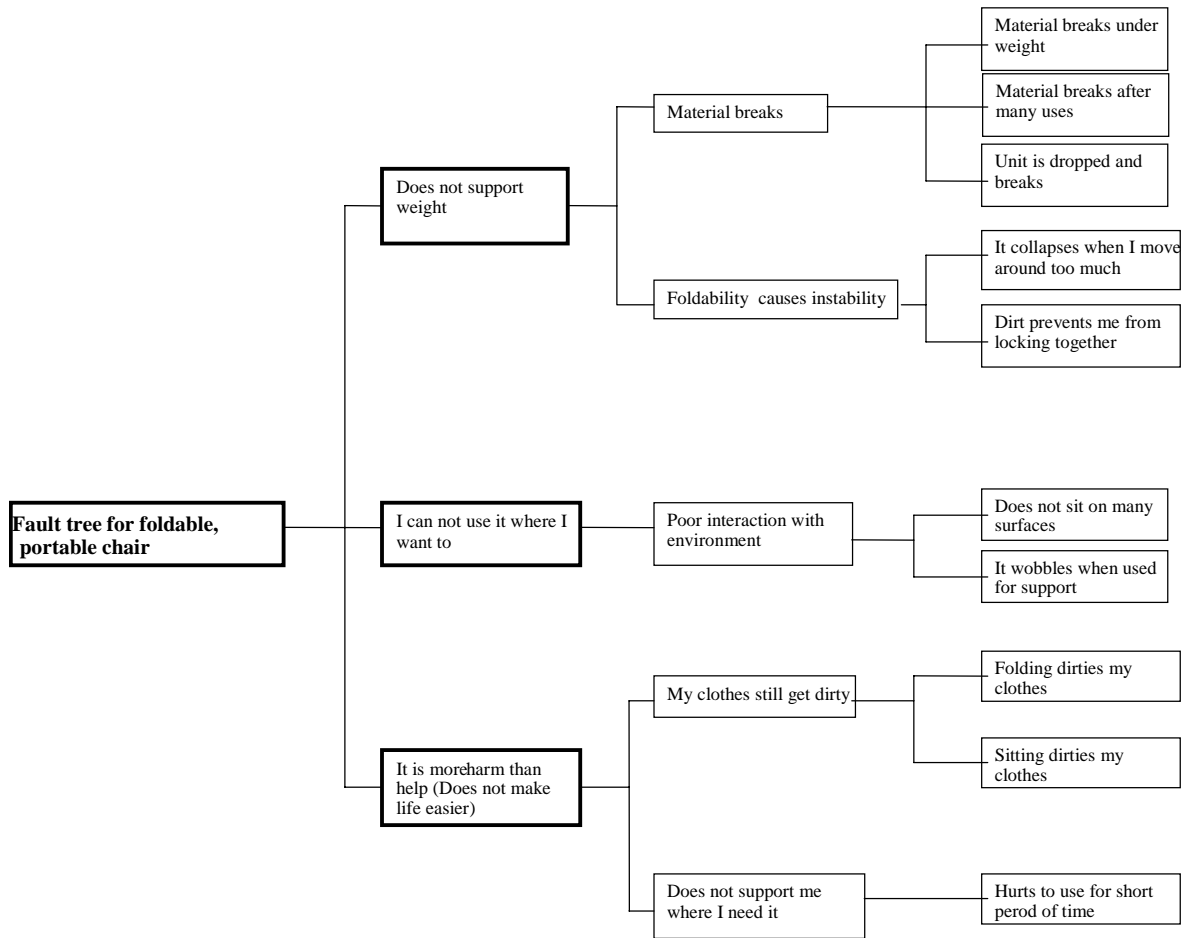 Material breaks under
weight
Material breaks
Material breaks after
many uses
Unit is dropped and
breaks
Does not support
weight
It collapses when I move
around too much
Foldability causes instability
Dirt prevents me from
locking together
Fault tree for foldable,
portable chair
I can not use it where I
want to
Poor interaction with
environment
Does not sit on many
surfaces
It wobbles when used
for support
Folding dirties my
clothes
My clothes still get dirty
Sitting dirties my
clothes
It is moreharm than
help (Does not make
life easier)
Does not support me
where I need it
Hurts to use for short
perod of time